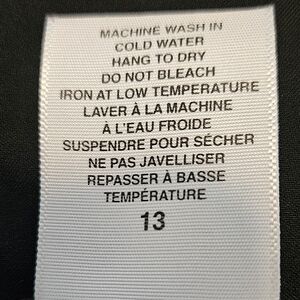 MACHINE WASH IN
COLD WATER
HANG TO DRY
DO NOT BLEACH
IRON AT LOW TEMPERATURE
LAVER À LA MACHINE
À L'EAU FROIDE
SUSPENDRE POUR SÉCHER
NE PAS JAVELLISER
REPASSER À BASSE
TEMPÉRATURE
13